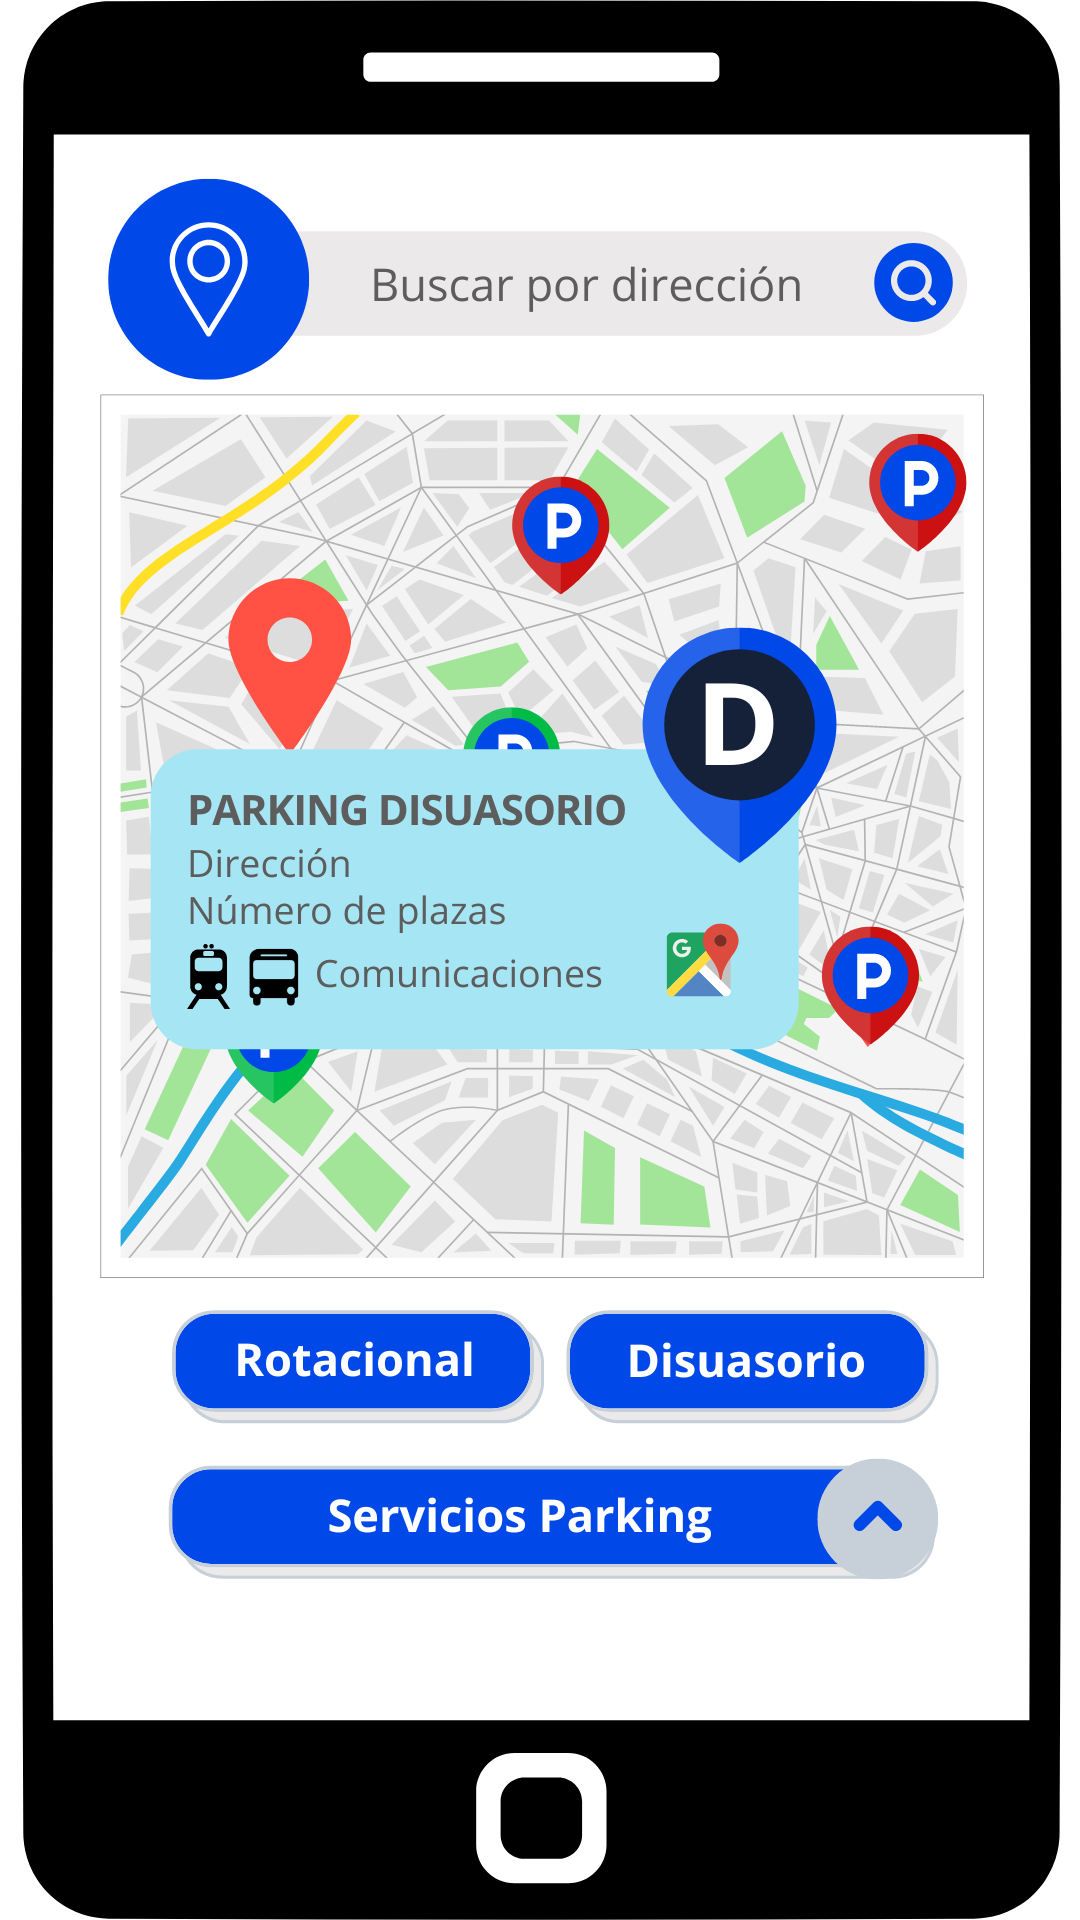 Buscar por dirección
P
P
D
P
PARKING DISUASORIO
Dirección
Número de plazas
Comunicaciones
G
P
P
Rotacional
Disuasorio
Servicios Parking